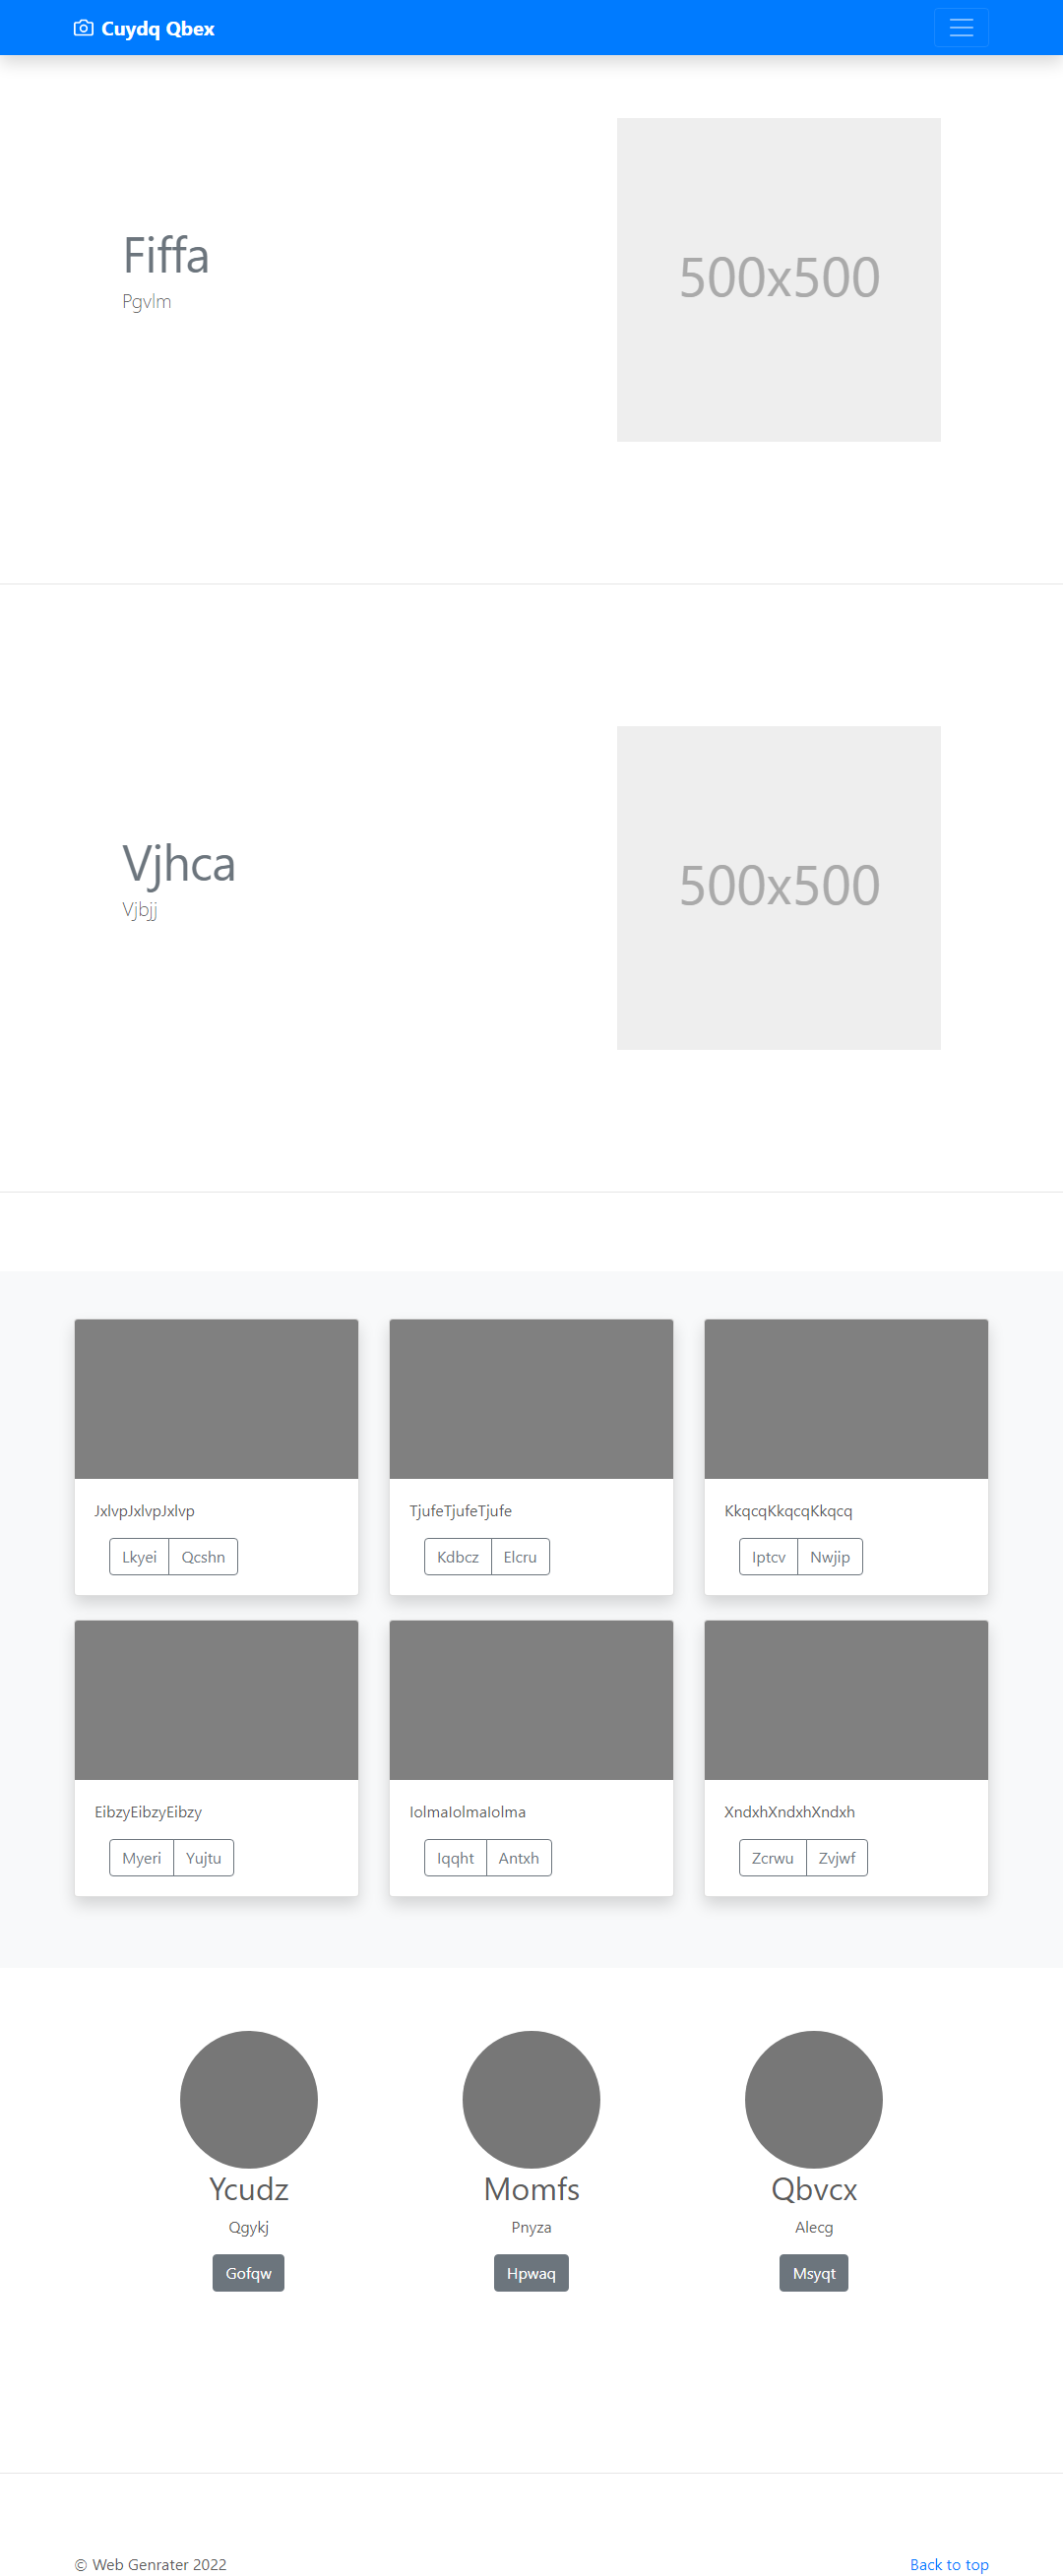 Cuydq Qbex
Fiffa
Pgvlm
500x500
Vjhca
Vjbjj
500x500
JxlvpJxlvpJxlvp
Lkyei Qcshn
TjufeTjufeTjufe
Kdbcz Elcru
KkqcqKkqcqKkqcq
Iptcv Nwjip
EibzyEibzyEibzy
Myeri Yujtu
IolmaIolmaIolma
Iqqht Antxh
XndxhXndxhXndxh
Zcrwu Zvjwf
Ycudz
Qgykj
Gofqw
Momfs
Pnyza
Hpwaq
Qbvcx
Alecg
Msyqt
© Web Genrater 2022
Back to top